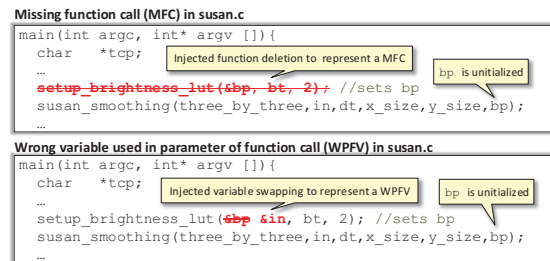 Missing function call (MFC) in susan.c
main(int argc, int* argv []){
char *tcp;
Injected function deletion to represent a MFC
…
bp is unitialized
setup_brightness_lut(&bp, bt, 2); //sets bp
susan_smoothing(three_by_three,in,dt,x_size,y_size,bp);
…
Wrong variable used in parameter of function call (WPFV) in susan.c
main(int argc, int* argv []){
char *tcp;
Injected variable swapping to represent a WPFV
bp is unitialized
…
setup_brightness_lut(&bp &in, bt, 2); //sets bp
susan_smoothing(three_by_three,in,dt,x_size,y_size,bp);
…